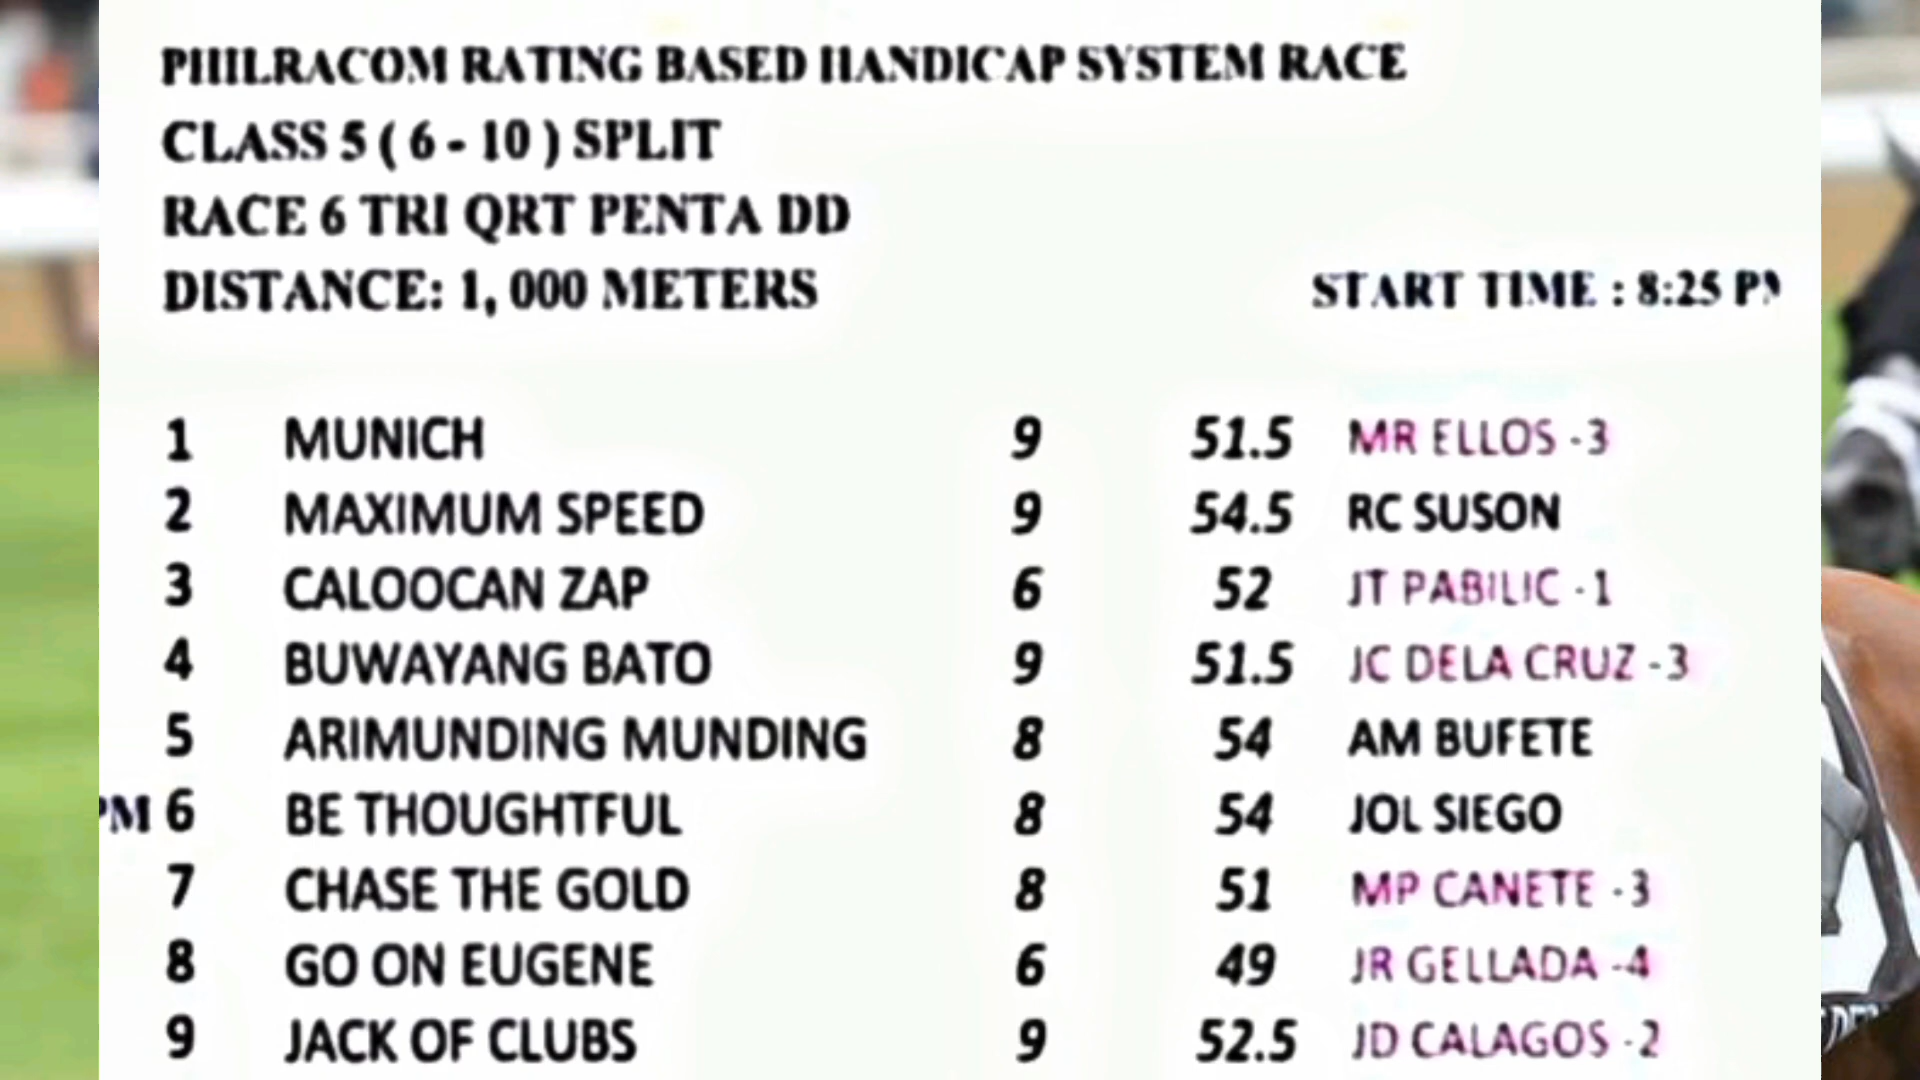 PHILRACOM RATING BASED HANDICAP SYSTEM RACE
CLASS 5 ( 6 - 10 ) SPLIT
RACE 6 TRI QRT PENTA DD
DISTANCE: 1, 000 METERS START TIME : 8:25 PM
1 MUNICH 9 51.5 MR ELLOS -3
2 MAXIMUM SPEED 9 54.5 RC SUSON
3 CALOOCAN ZAP 6 52 JT PABILIC -1
4 BUWAYANG BATO 9 51.5 JC DELA CRUZ -3
5 ARIMUNDING MUNDING 8 54 AM BUFETE
PM 6 BE THOUGHTFUL 8 54 JOL SIEGO
7 CHASE THE GOLD 8 51 MP CANETE -3
8 GO ON EUGENE 6 49 JR GELLADA -4
9 JACK OF CLUBS 9 52.5 JD CALAGOS -2